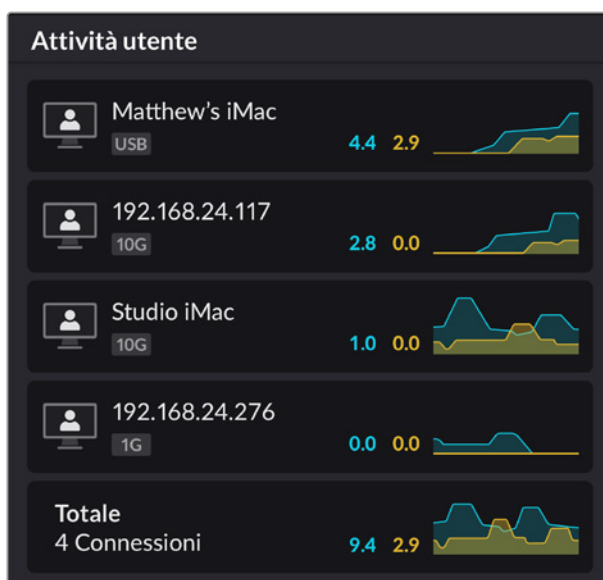 Attività utente
Matthew's iMac
USB 4.4 2.9
192.168.24.117
10G 2.8 0.0
Studio iMac
10G 1.0 0.0
192.168.24.276
1G 0.0 0.0
Totale
4 Connessioni 9.4 2.9